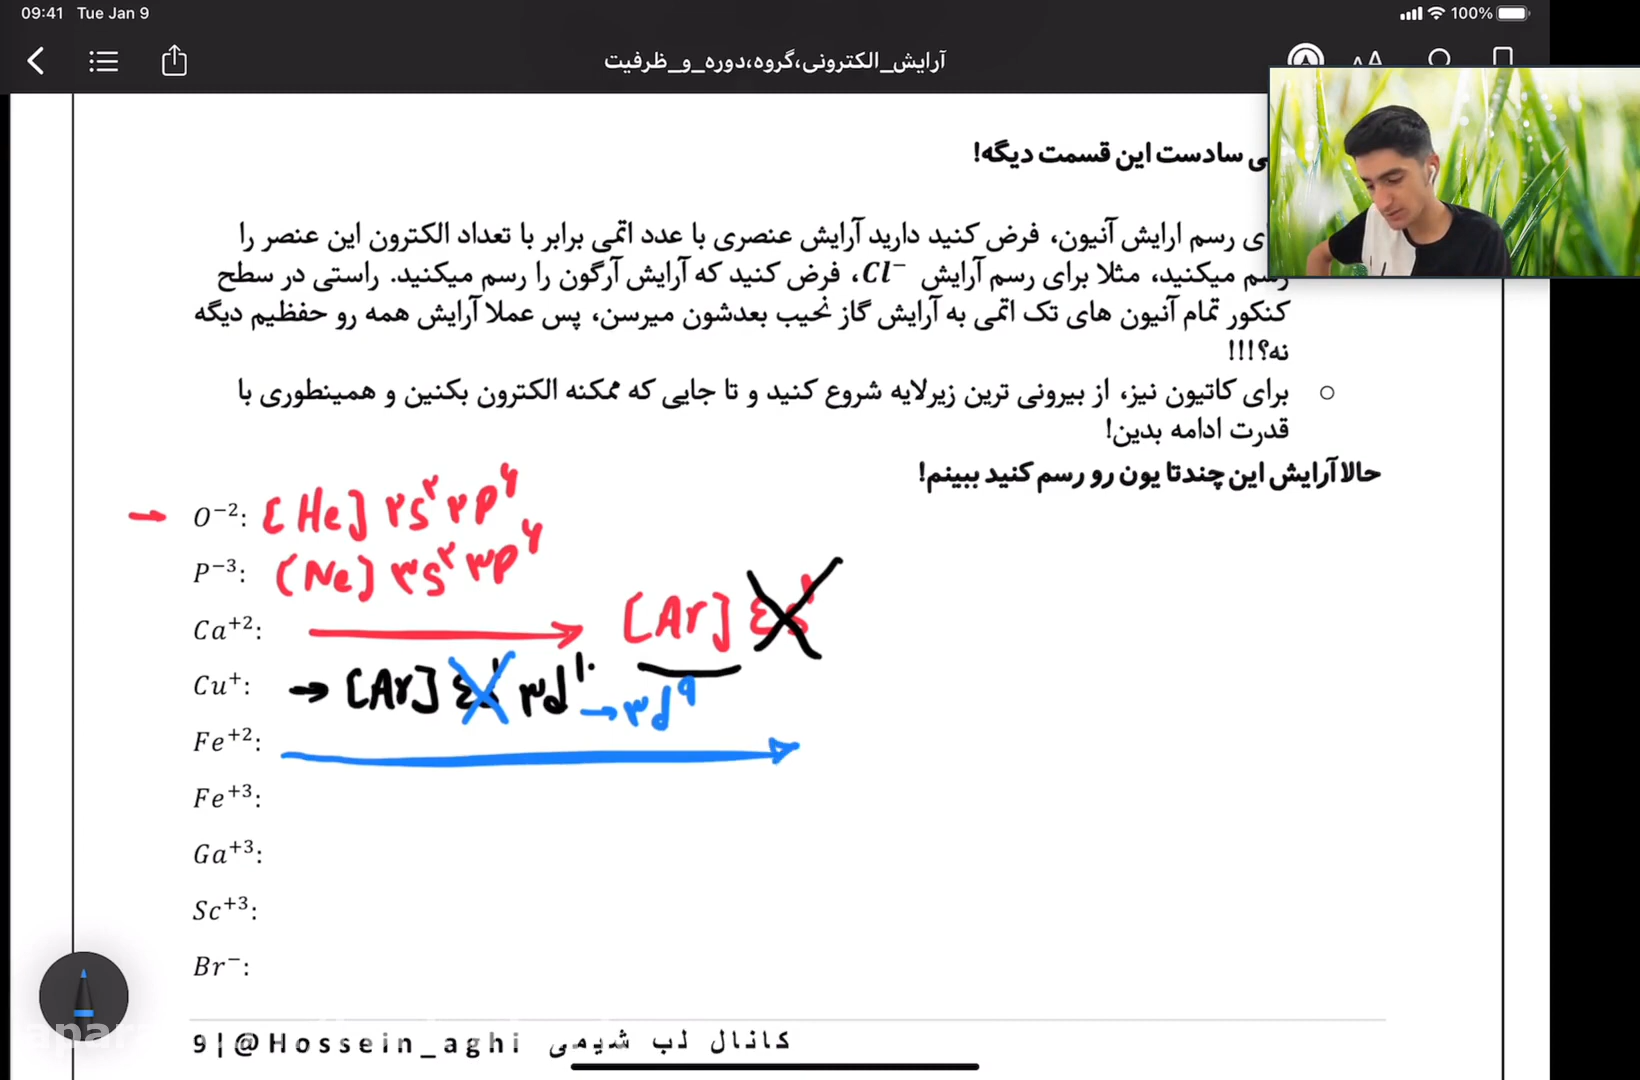 09:41 Tue Jan 9
100%
آرایش_الکترونی،گروه،دوره_و_ظرفیت
AA
سادست این قسمت دیگه!
رسم ارایش آنیون، فرض کنید دارید آرایش عنصری با عدد اتمی برابر با تعداد الکترون این عنصر را
رسم میکنید، مثلا برای رسم آرایش Cl⁻، فرض کنید که آرایش آرگون را رسم میکنید. راستی در سطح
کنکور تمام آنیون های تک اتمی به آرایش گاز نحیب بعدشون میرسن، پس عملا آرایش همه رو حفظیم دیگه
نه؟!!!
○ برای کاتیون نیز، از بیرونی ترین زیرلایه شروع کنید و تا جایی که ممکنه الکترون بکنین و همینطوری با
قدرت ادامه بدین!
حالا آرایش این چندتا یون رو رسم کنید ببینم!
O⁻²: [He] ۲s² ۲p⁶
P⁻³: [Ne] ۳s² ۳p⁶
Ca⁺²: → [Ar]
Cu⁺: → [Ar] ۳d¹⁰ → ۳d⁹
Fe⁺²:
Fe⁺³:
Ga⁺³:
Sc⁺³:
Br⁻:
9|@Hossein_aghi کانال لب شیمی